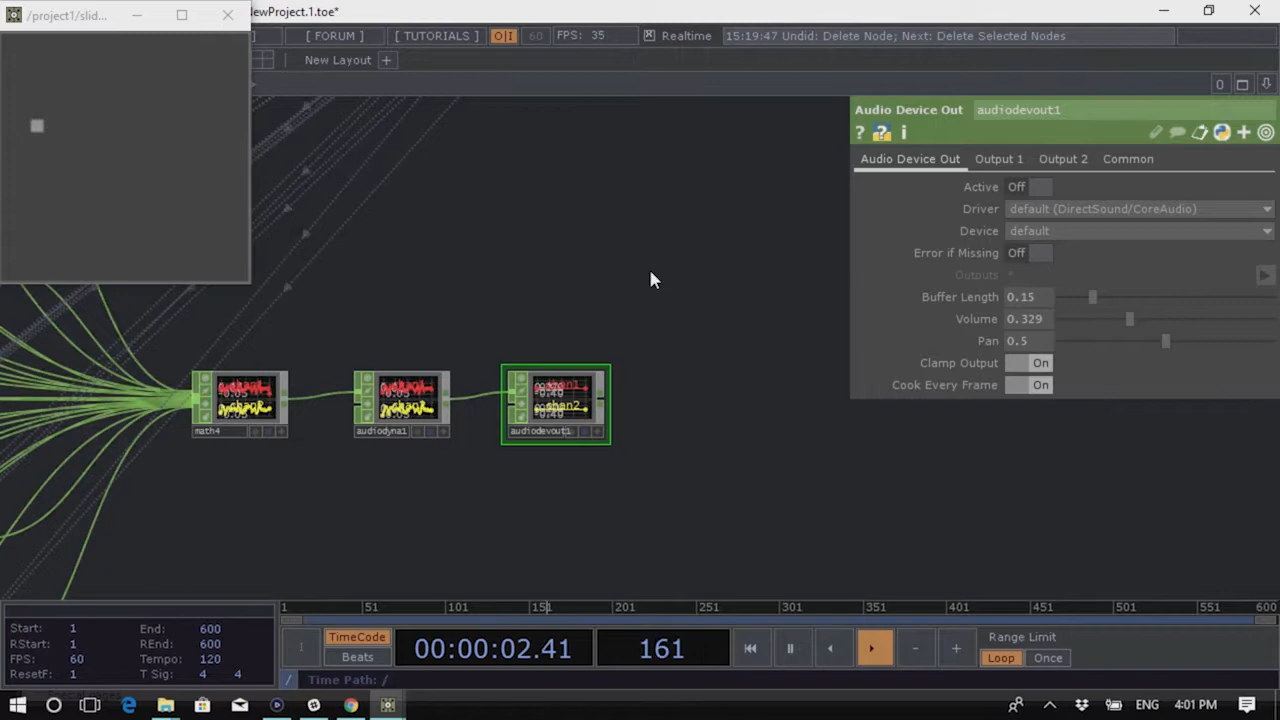 /project1/slid...
ewProject.1.toe*
]
[ FORUM ]
[ TUTORIALS ]
O|I
60
FPS: 35
Realtime
15:19:47 Undid: Delete Node; Next: Delete Selected Nodes
New Layout
+
0
Audio Device Out
audiodevout1
? ? i
Audio Device Out
Output 1
Output 2
Common
Active
Off
Driver
default (DirectSound/CoreAudio)
Device
default
Error if Missing
Off
Outputs
*
Buffer Length
0.15
Volume
0.329
Pan
0.5
Clamp Output
On
Cook Every Frame
On
math4
audiodyna1
audiodevout1
1 51 101 151 201 251 301 351 401 451 501 551 600
Start: 1
End: 600
RStart: 1
REnd: 600
FPS: 60
Tempo: 120
ResetF: 1
T Sig: 4 4
TimeCode
Beats
00:00:02.41
161
Range Limit
Loop
Once
/
Time Path: /
ENG
4:01 PM